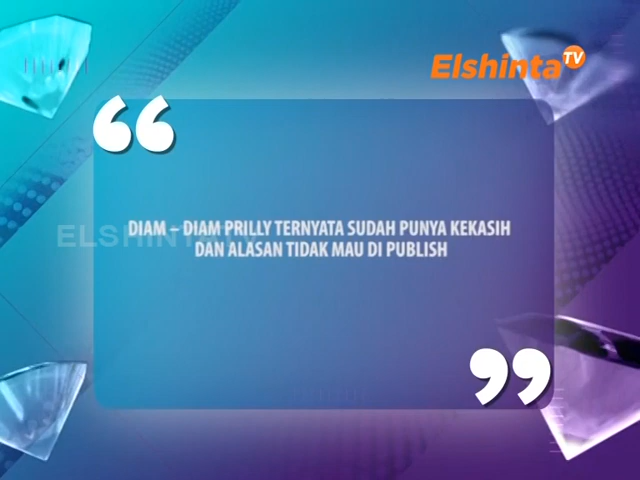 Elshinta TV
DIAM – DIAM PRILLY TERNYATA SUDAH PUNYA KEKASIH
DAN ALASAN TIDAK MAU DI PUBLISH